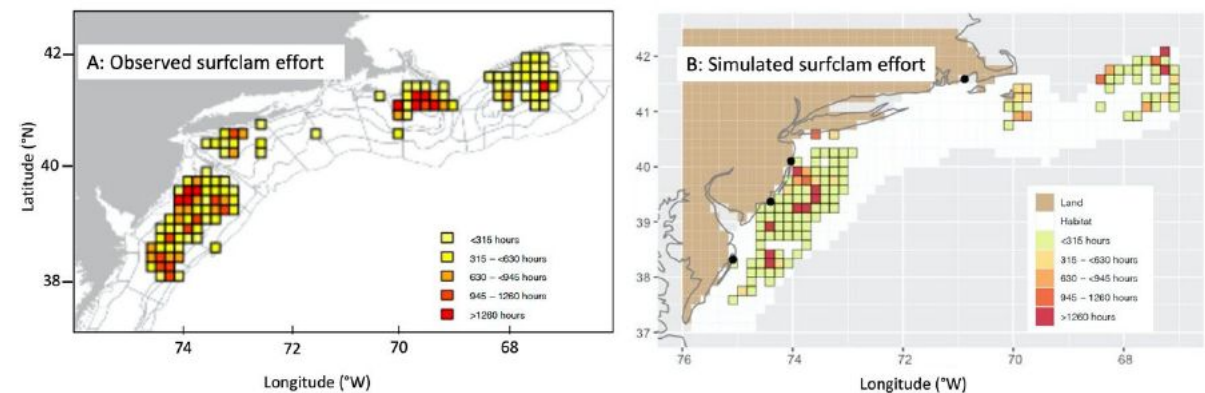 A: Observed surfclam effort
42
40
38
Latitude (°N)
74
72
70
68
Longitude (°W)
<315 hours
315 – <630 hours
630 – <945 hours
945 – 1260 hours
>1260 hours
B: Simulated surfclam effort
42
41
40
39
38
37
76
74
72
70
68
Longitude (°W)
Land
Habitat
<315 hours
315 – <630 hours
630 – <945 hours
945 – 1260 hours
>1260 hours